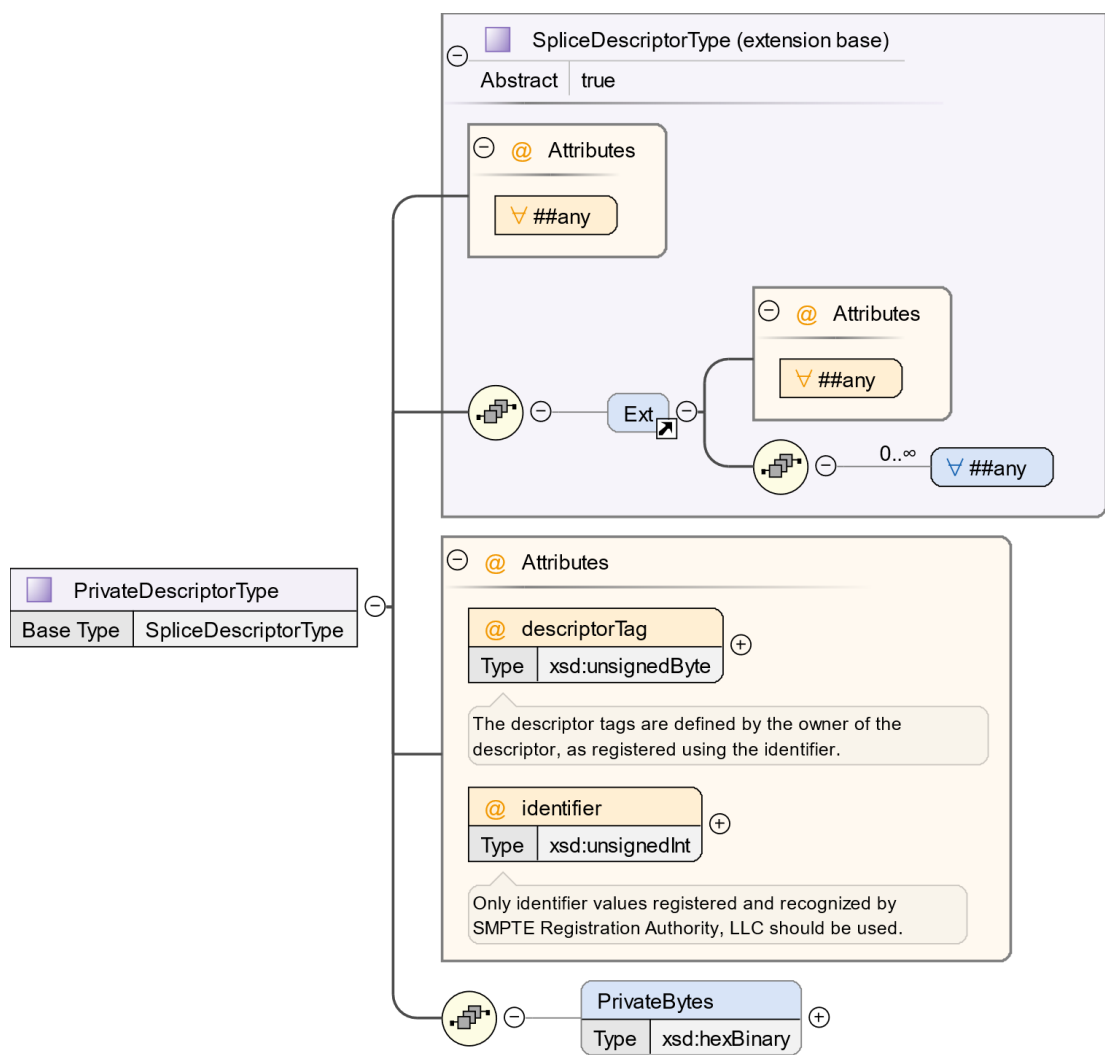 SpliceDescriptorType (extension base)
Abstract true
@ Attributes
∀ ##any
@ Attributes
∀ ##any
Ext
0..∞
∀ ##any
PrivateDescriptorType
Base Type SpliceDescriptorType
@ Attributes
@ descriptorTag
Type xsd:unsignedByte
The descriptor tags are defined by the owner of the
descriptor, as registered using the identifier.
@ identifier
Type xsd:unsignedInt
Only identifier values registered and recognized by
SMPTE Registration Authority, LLC should be used.
PrivateBytes
Type xsd:hexBinary